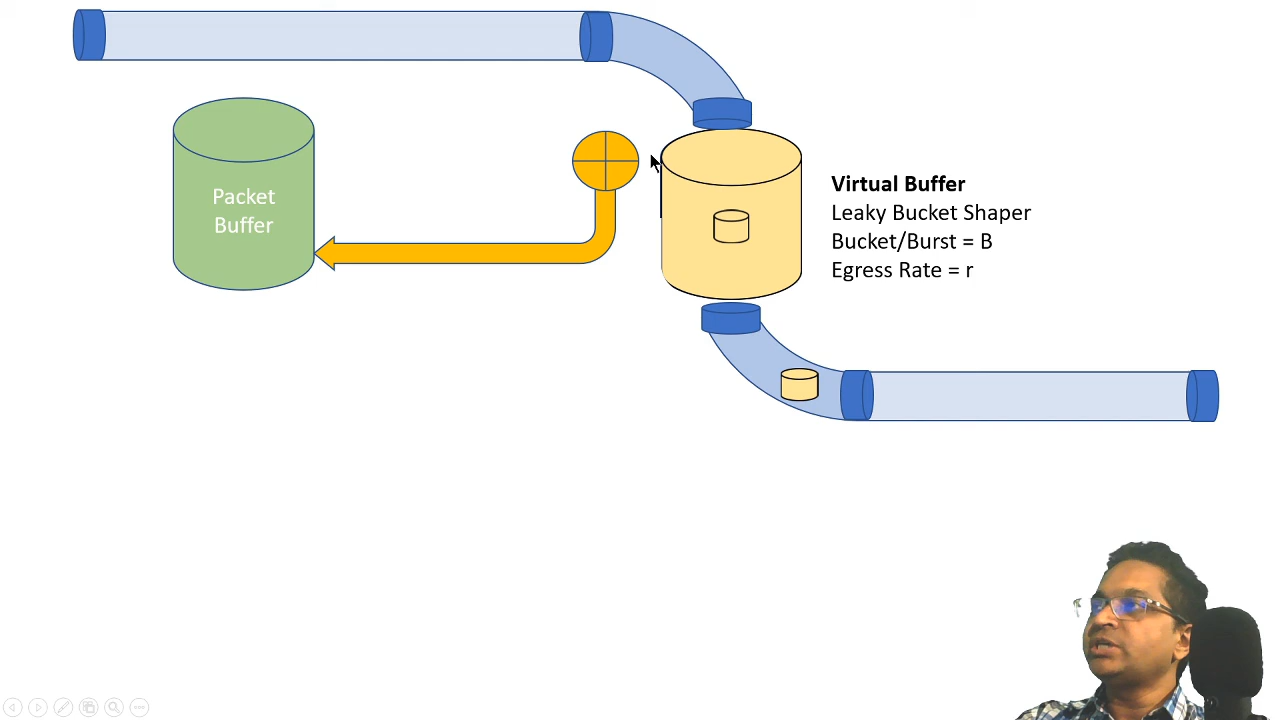 Packet
Buffer
Virtual Buffer
Leaky Bucket Shaper
Bucket/Burst = B
Egress Rate = r